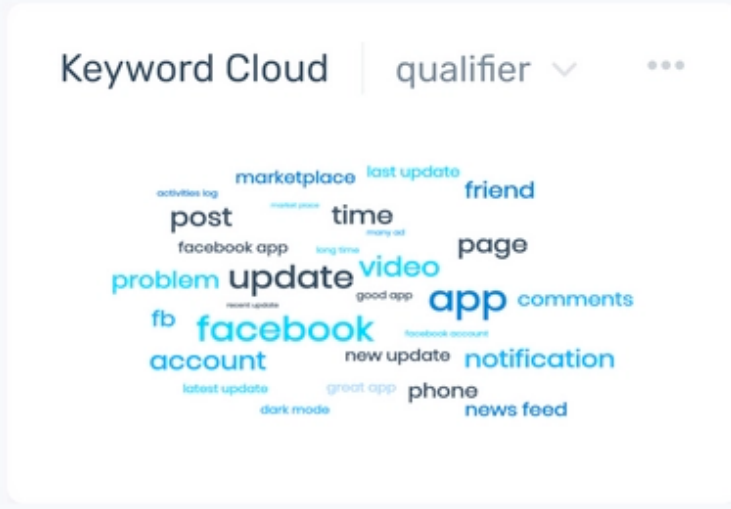 Keyword Cloud
qualifier
marketplace
last update
activities log
friend
market place
post
time
many ad
facebook app
long time
page
problem
update
video
good app
app
comments
recent update
fb
facebook
facebook account
account
new update
notification
latest update
great app
phone
dark mode
news feed